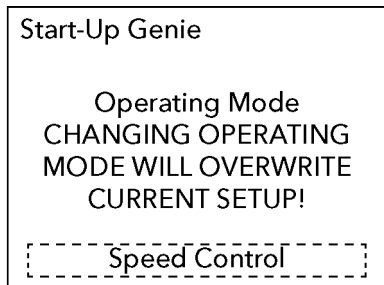 Start-Up Genie
Operating Mode
CHANGING OPERATING
MODE WILL OVERWRITE
CURRENT SETUP!
Speed Control